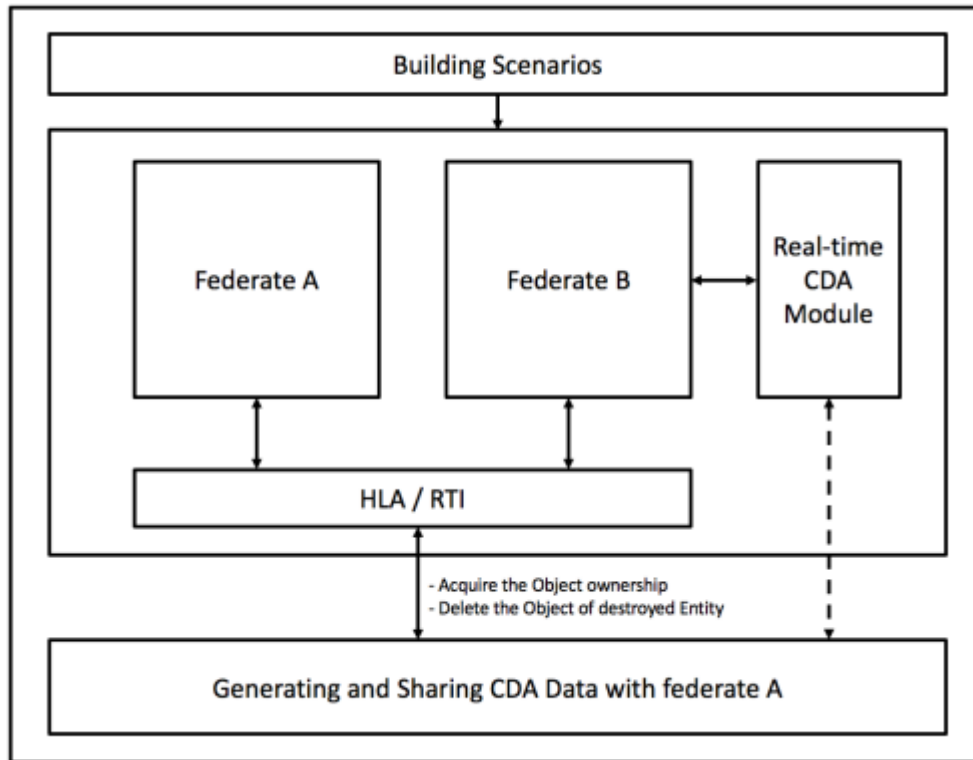 Building Scenarios
Federate A
Federate B
Real-time
CDA
Module
HLA / RTI
- Acquire the Object ownership
- Delete the Object of destroyed Entity
Generating and Sharing CDA Data with federate A